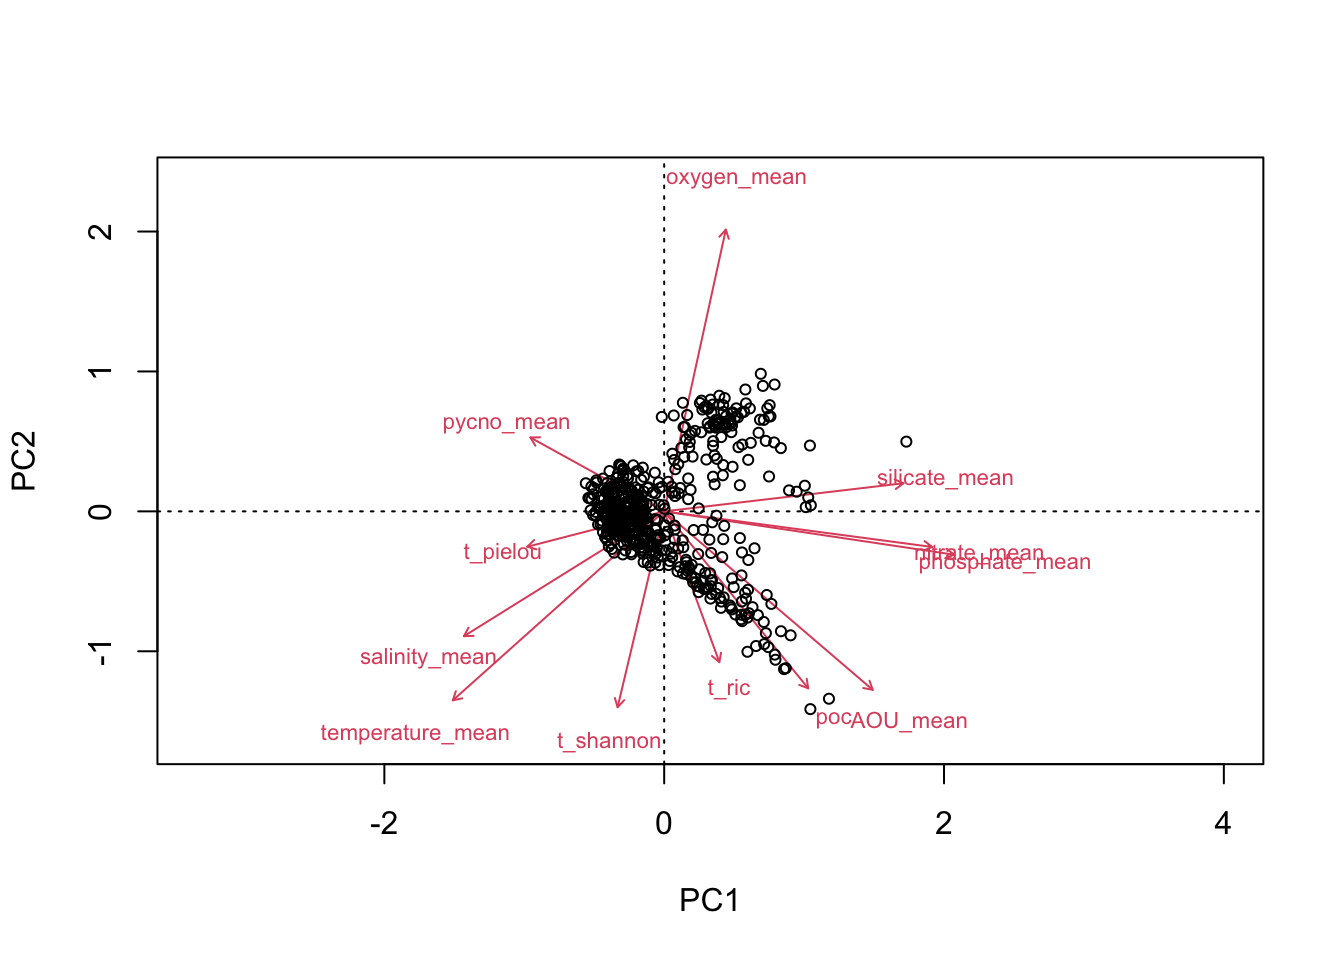 oxygen_mean
2
pycno_mean
1
PC2
silicate_mean
0
t_pielou
nitrate_mean
phosphate_mean
-1
salinity_mean
t_ric
temperature_mean
t_shannon
poc
AOU_mean
-2
0
2
4
PC1